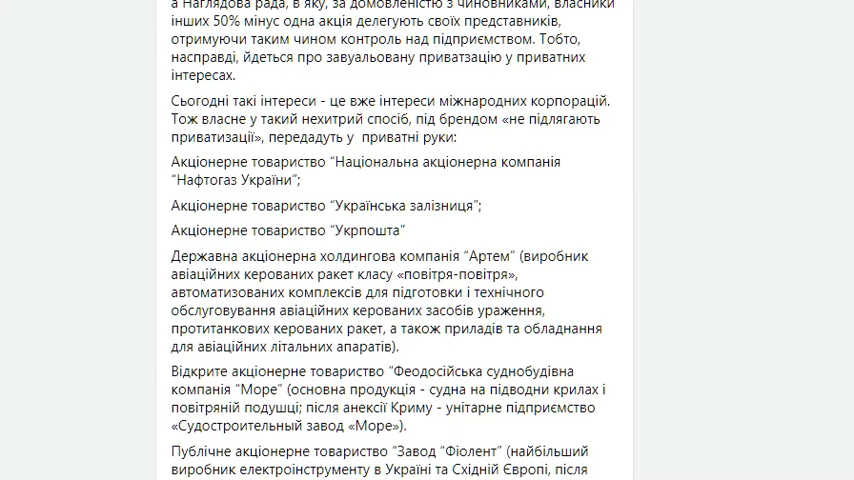 а Наглядова рада, в яку, за домовленістю з чиновниками, власники
інших 50% мінус одна акція делегують своїх представників,
отримуючи таким чином контроль над підприємством. Тобто,
насправді, йдеться про завуальовану приватзацію у приватних
інтересах.
Сьогодні такі інтереси - це вже інтереси міжнародних корпорацій.
Тож власне у такий нехитрий спосіб, під брендом «не підлягають
приватизації», передадуть у  приватні руки:
Акціонерне товариство “Національна акціонерна компанія
“Нафтогаз України”;
Акціонерне товариство “Українська залізниця”;
Акціонерне товариство “Укрпошта”
Державна акціонерна холдингова компанія “Артем” (виробник
авіаційних керованих ракет класу «повітря-повітря»,
автоматизованих комплексів для підготовки і технічного
обслуговування авіаційних керованих засобів ураження,
протитанкових керованих ракет, а також приладів та обладнання
для авіаційних літальних апаратів).
Відкрите акціонерне товариство “Феодосійська суднобудівна
компанія “Море” (основна продукція - судна на підводни крилах і
повітряній подушці; після анексії Криму - унітарне підприємство
«Судостроительный завод «Море»).
Публічне акціонерне товариство “Завод “Фіолент” (найбільший
виробник електроінструменту в Україні та Східній Європі, після